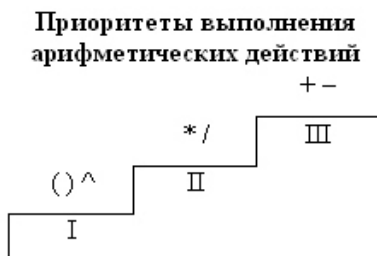 Приоритеты выполнения
арифметических действий
+ −
* /
III
( ) ^
II
I